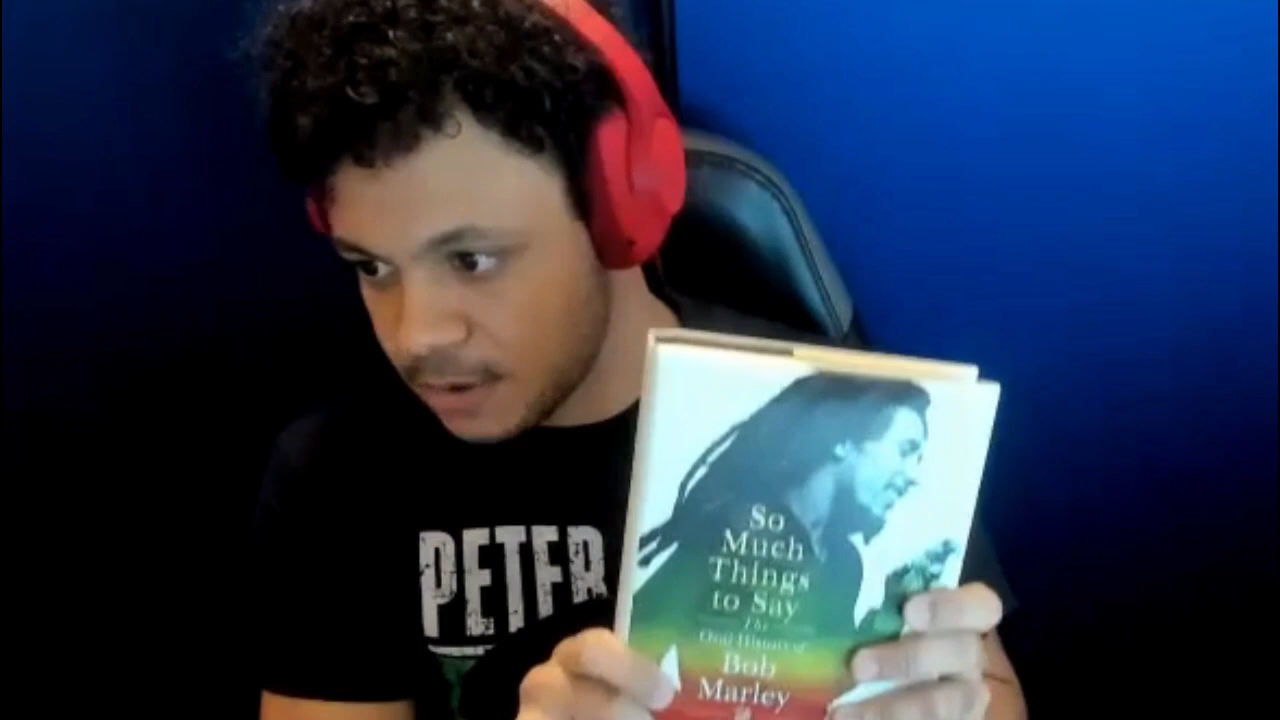 PETER
So
Much
Things
to Say
The
Oral History of
Bob
Marley